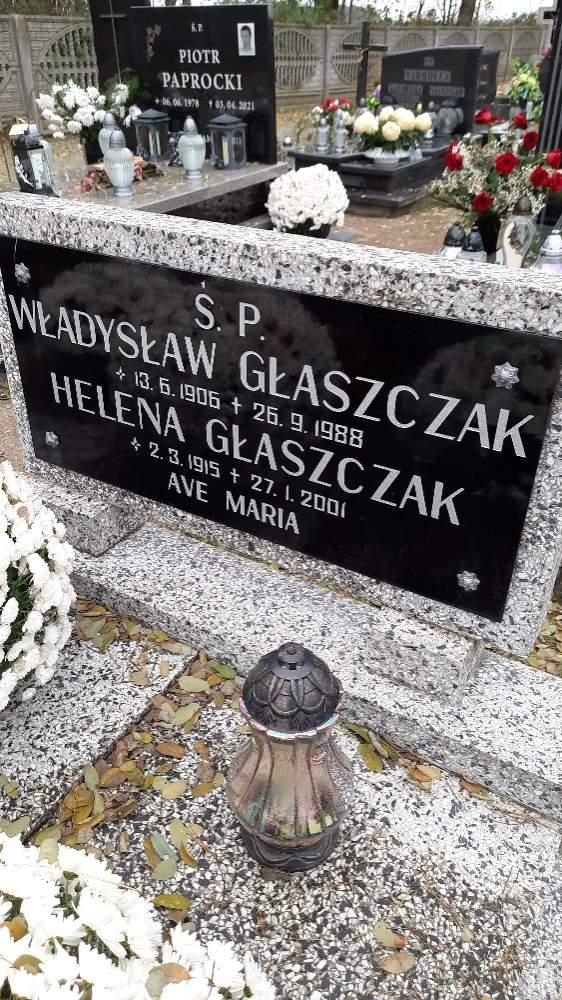 Ś.P.
PIOTR
PAPROCKI
* 06.06.1978 † 03.04.2021
Ś. P.
WŁADYSŁAW GŁASZCZAK
* 13.6.1906 † 26.9.1988
HELENA GŁASZCZAK
* 2.3.1915 † 27.1.2001
AVE MARIA